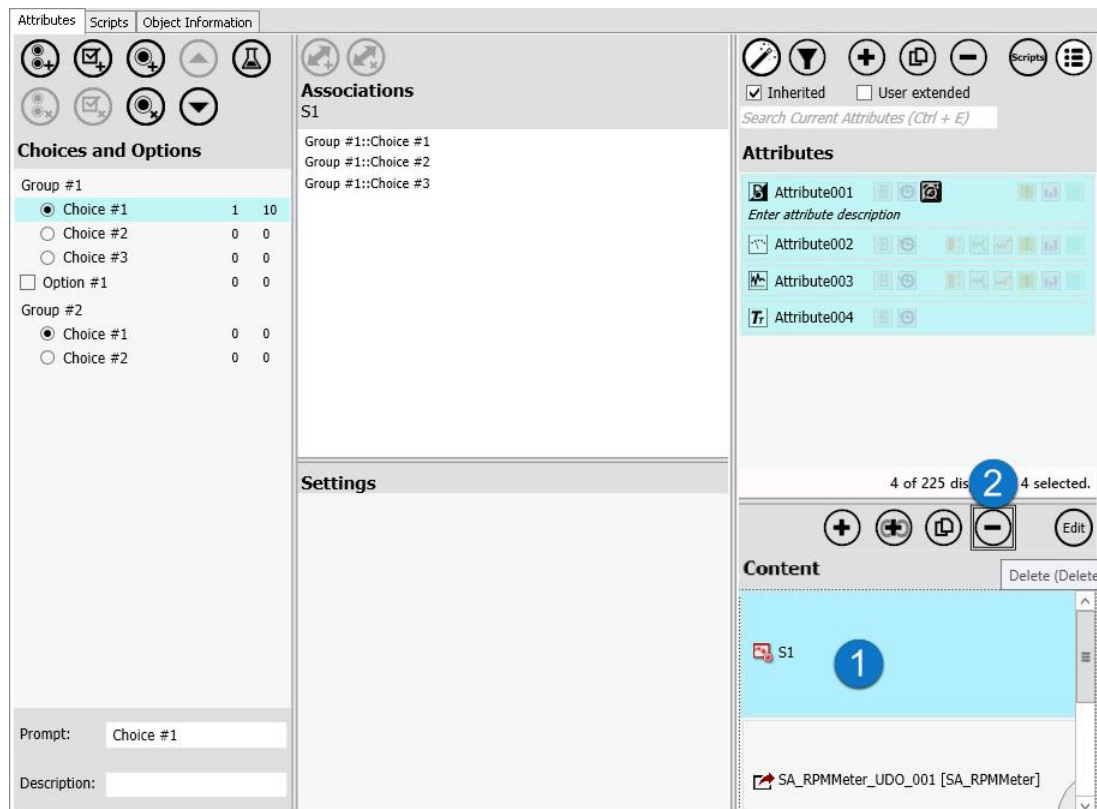 Attributes Scripts Object Information
Choices and Options
Group #1
Choice #1 1 10
Choice #2 0 0
Choice #3 0 0
Option #1 0 0
Group #2
Choice #1 0 0
Choice #2 0 0
Prompt: Choice #1
Description:
Associations
S1
Group #1::Choice #1
Group #1::Choice #2
Group #1::Choice #3
Settings
Scripts
Inherited User extended
Search Current Attributes (Ctrl + E)
Attributes
Attribute001
Enter attribute description
Attribute002
Attribute003
Attribute004
4 of 225 dis 2 4 selected.
Edit
Content
Delete (Delete
S1 1
SA_RPMMeter_UDO_001 [SA_RPMMeter]